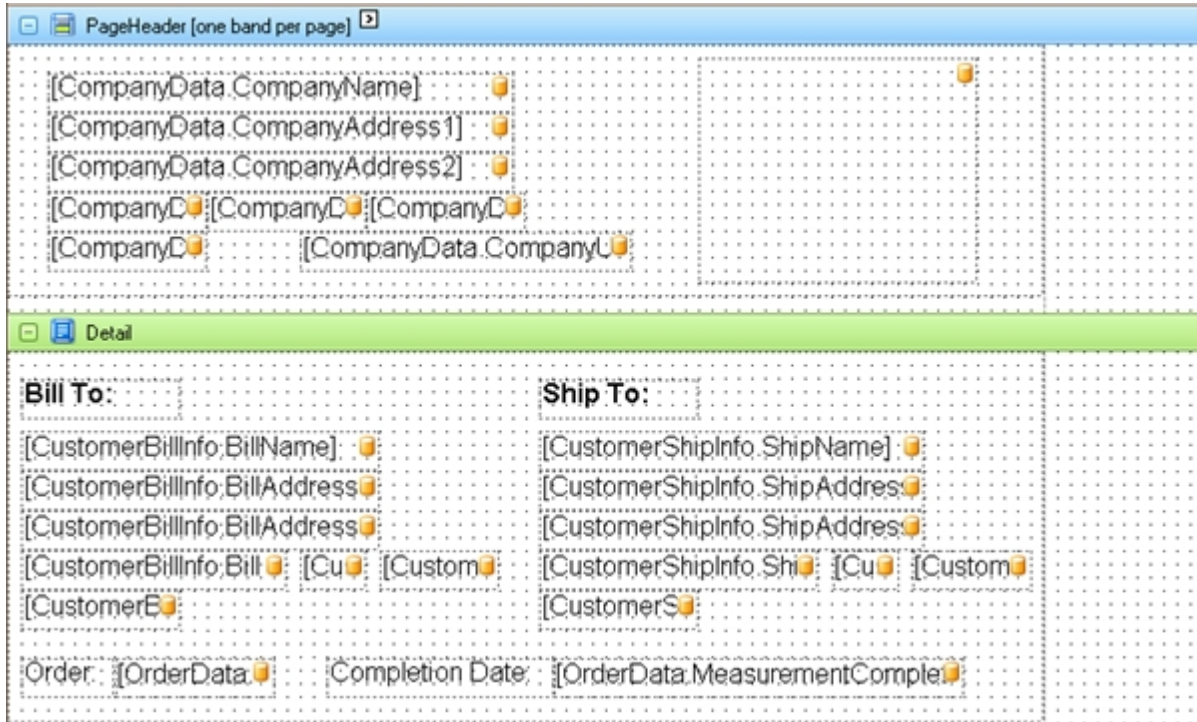 PageHeader [one band per page]
[CompanyData.CompanyName]
[CompanyData.CompanyAddress1]
[CompanyData.CompanyAddress2]
[CompanyD [CompanyD [CompanyD
[CompanyD [CompanyData.CompanyU
Detail
Bill To: Ship To:
[CustomerBillInfo.BillName] [CustomerShipInfo.ShipName]
[CustomerBillInfo.BillAddress [CustomerShipInfo.ShipAddres
[CustomerBillInfo.BillAddress [CustomerShipInfo.ShipAddres
[CustomerBillInfo.Bill [Cu [Custom [CustomerShipInfo.Shi [Cu [Custom
[CustomerB [CustomerS
Order: [OrderData. Completion Date: [OrderData.MeasurementComple